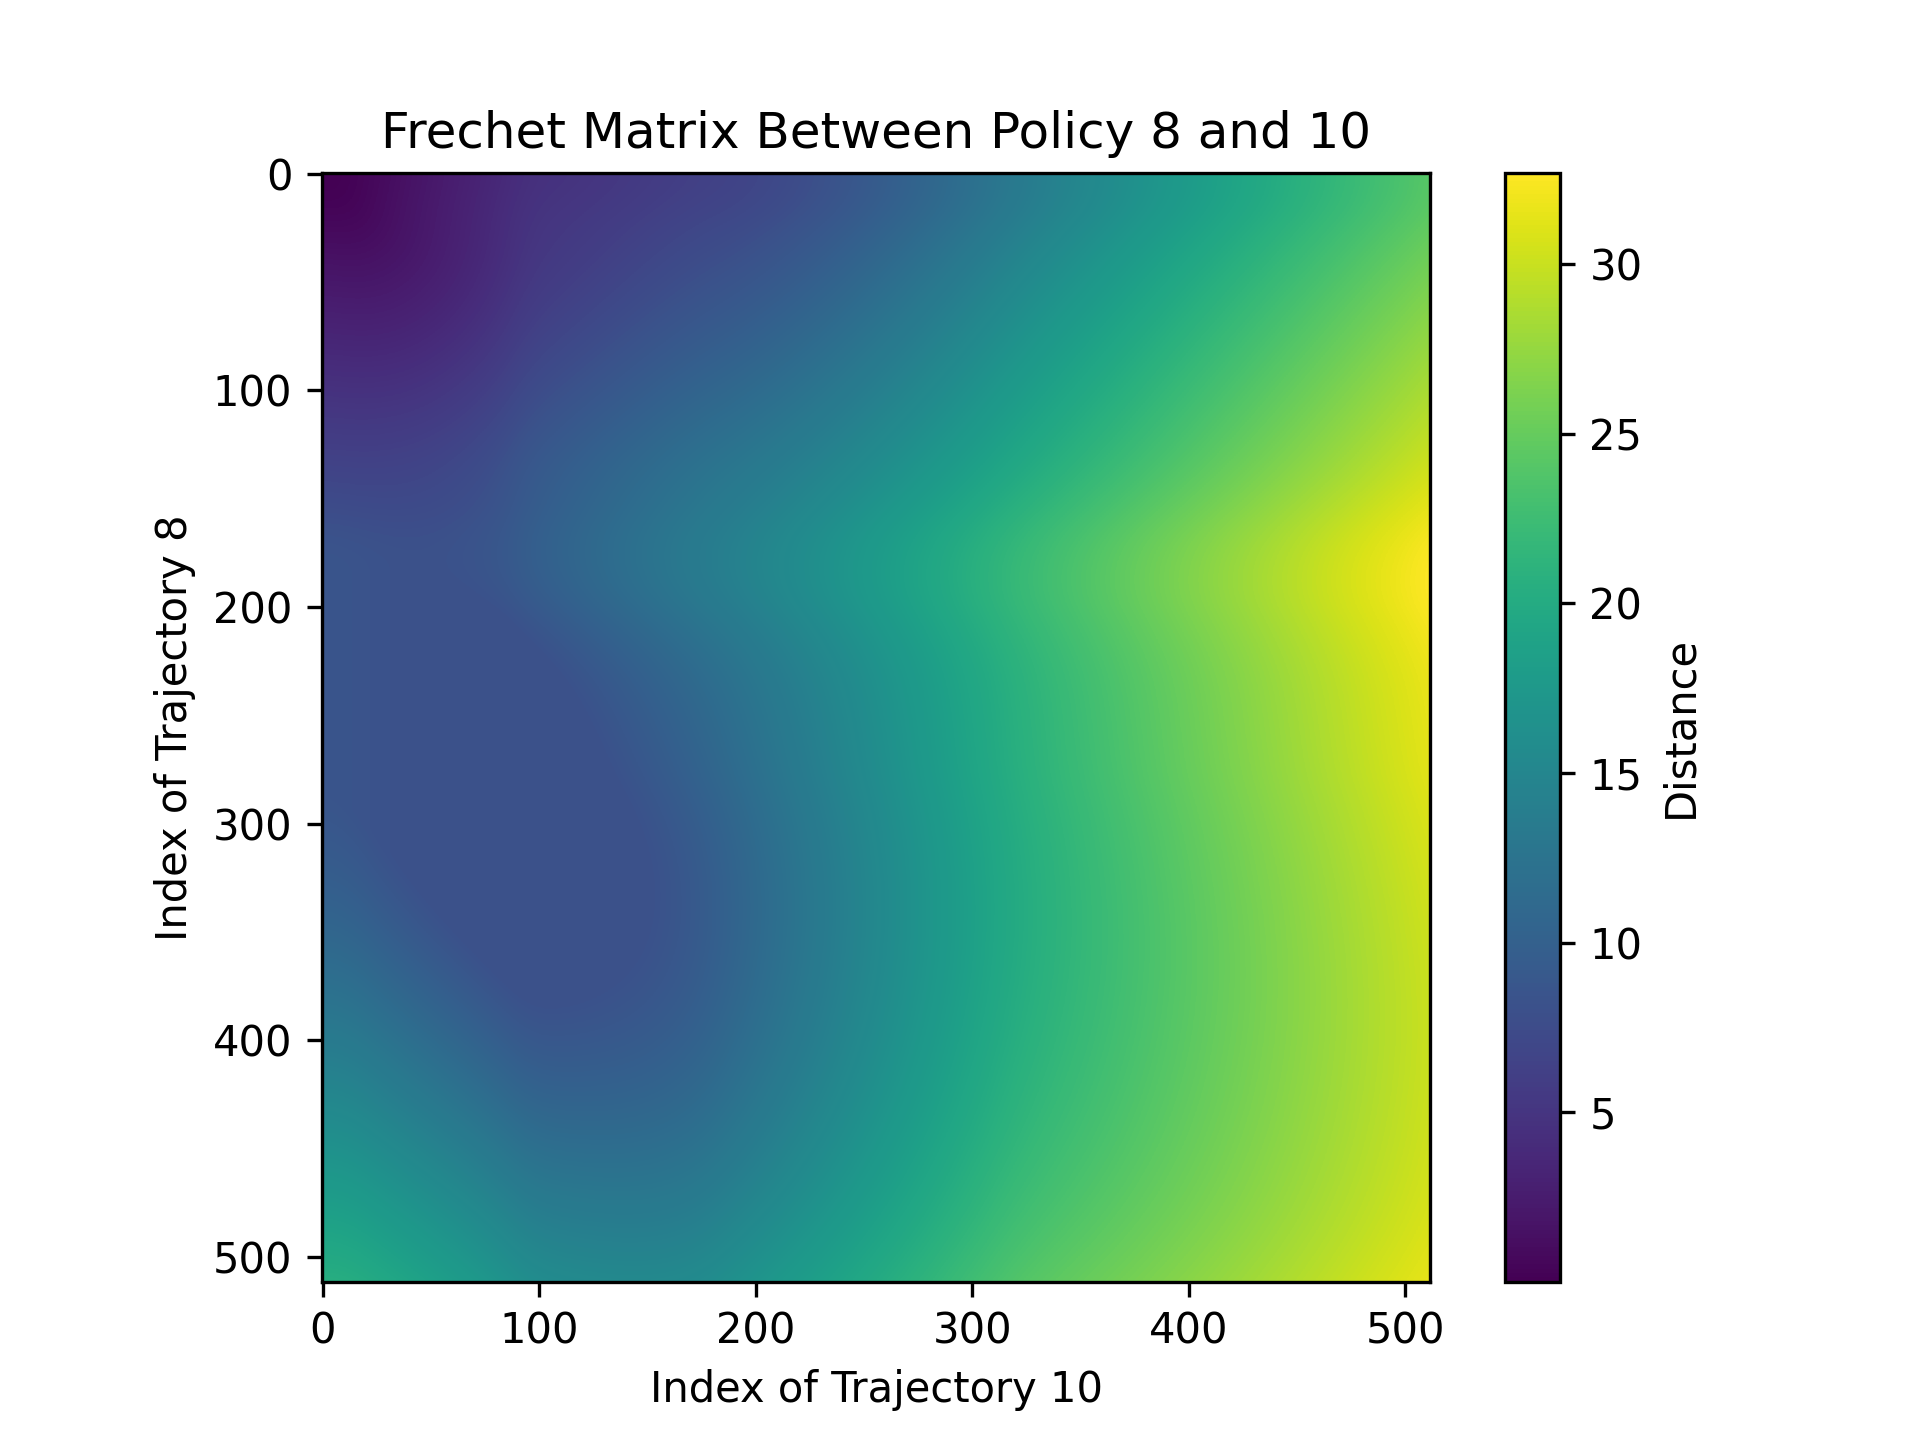 Frechet Matrix Between Policy 8 and 10
0
100
200
300
400
500
Index of Trajectory 8
0 100 200 300 400 500
Index of Trajectory 10
30
25
20
15
10
5
Distance